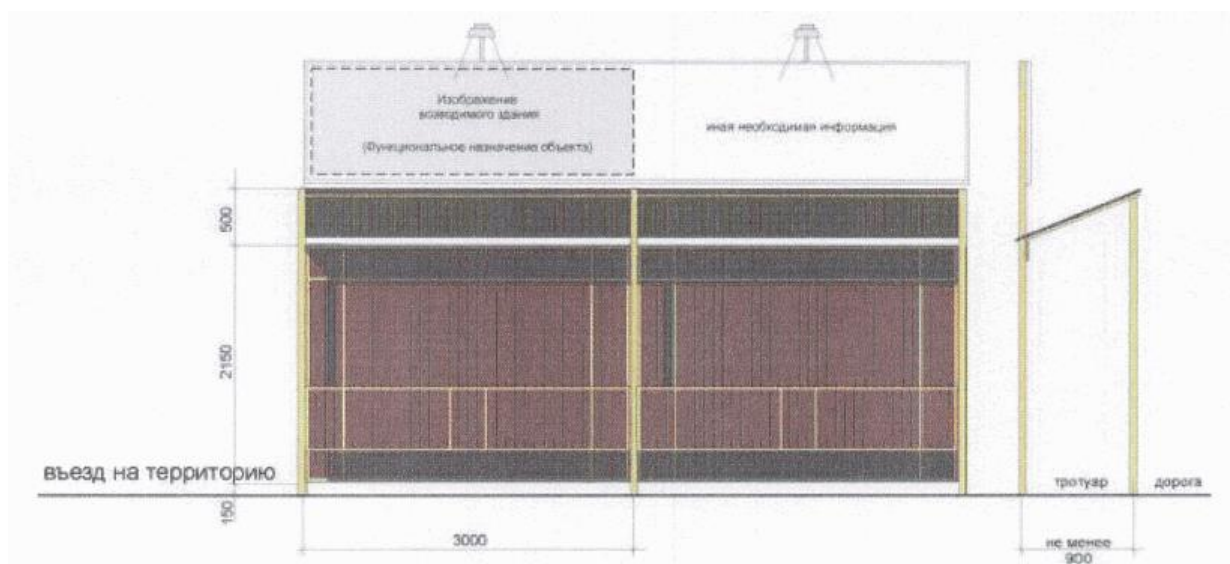 Изображение
возводимого здания
(Функциональное назначение объекта)
иная необходимая информация
500
2150
150
въезд на территорию
3000
тротуар
дорога
не менее
900